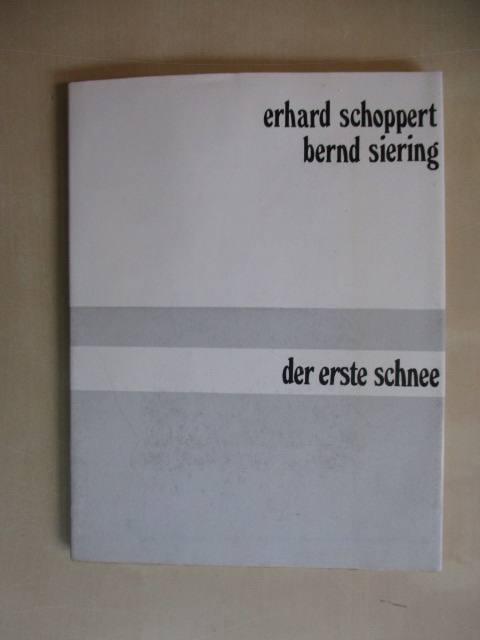 erhard schoppert
bernd siering
der erste schnee